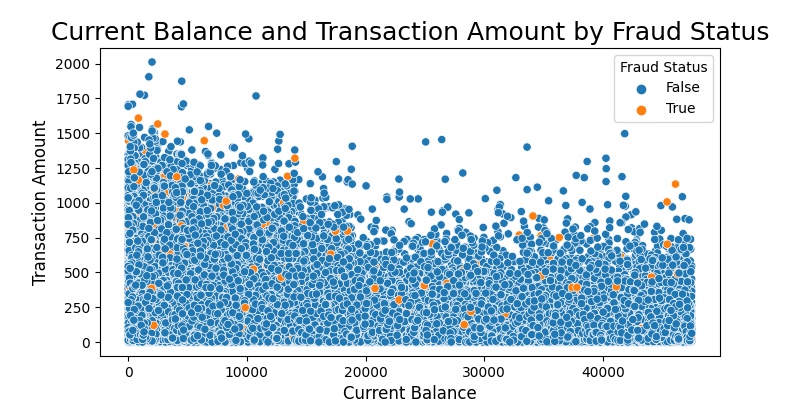 Current Balance and Transaction Amount by Fraud Status
Fraud Status
False
True
2000
1750
1500
1250
1000
750
500
250
0
Transaction Amount
0 10000 20000 30000 40000
Current Balance